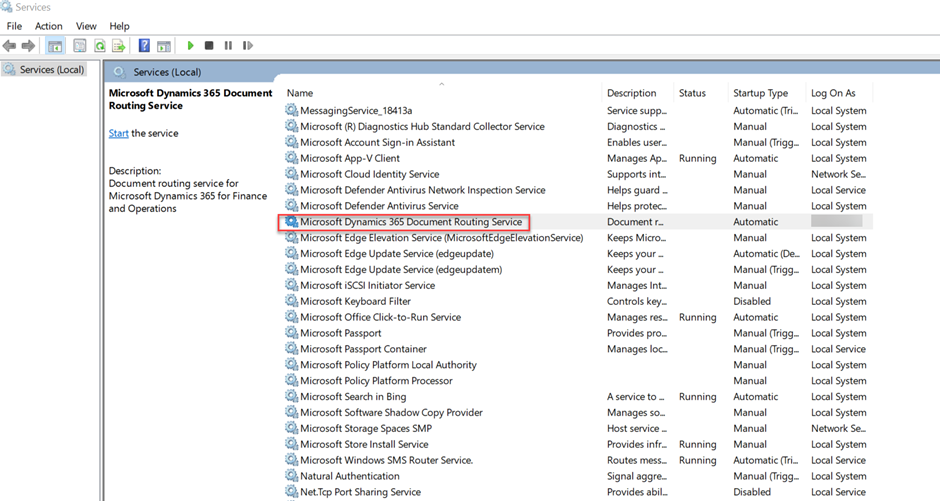 Services
File Action View Help
Services (Local)
Services (Local)
Microsoft Dynamics 365 Document
Routing Service
Start the service
Description:
Document routing service for
Microsoft Dynamics 365 for Finance
and Operations
Name Description Status Startup Type Log On As
MessagingService_18413a Service supp... Automatic (Tri... Local System
Microsoft (R) Diagnostics Hub Standard Collector Service Diagnostics ... Manual Local System
Microsoft Account Sign-in Assistant Enables user... Manual (Trigg... Local System
Microsoft App-V Client Manages Ap... Running Automatic Local System
Microsoft Cloud Identity Service Supports int... Manual Network Se...
Microsoft Defender Antivirus Network Inspection Service Helps guard ... Manual Local Service
Microsoft Defender Antivirus Service Helps protec... Manual Local System
Microsoft Dynamics 365 Document Routing Service Document r... Automatic
Microsoft Edge Elevation Service (MicrosoftEdgeElevationService) Keeps Micro... Manual Local System
Microsoft Edge Update Service (edgeupdate) Keeps your ... Automatic (De... Local System
Microsoft Edge Update Service (edgeupdatem) Keeps your ... Manual (Trigg... Local System
Microsoft iSCSI Initiator Service Manages Int... Manual Local System
Microsoft Keyboard Filter Controls key... Disabled Local System
Microsoft Office Click-to-Run Service Manages res... Running Automatic Local System
Microsoft Passport Provides pro... Manual (Trigg... Local System
Microsoft Passport Container Manages loc... Manual (Trigg... Local Service
Microsoft Policy Platform Local Authority Manual Local System
Microsoft Policy Platform Processor Manual Local System
Microsoft Search in Bing A service to ... Running Automatic Local System
Microsoft Software Shadow Copy Provider Manages so... Manual Local System
Microsoft Storage Spaces SMP Host service ... Manual Network Se...
Microsoft Store Install Service Provides infr... Running Manual Local System
Microsoft Windows SMS Router Service. Routes mess... Running Automatic (Tri... Local System
Natural Authentication Signal aggre... Manual (Trigg... Local System
Net.Tcp Port Sharing Service Provides abil... Disabled Local Service